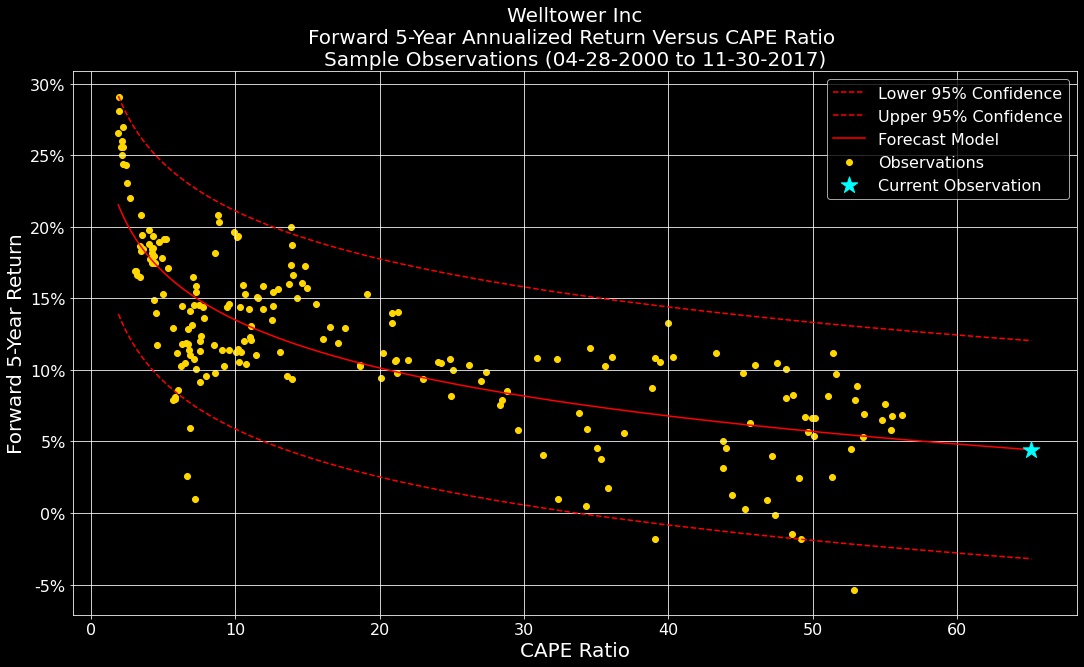 Welltower Inc
Forward 5-Year Annualized Return Versus CAPE Ratio
Sample Observations (04-28-2000 to 11-30-2017)
Lower 95% Confidence
Upper 95% Confidence
Forecast Model
Observations
Current Observation
Forward 5-Year Return
30%
25%
20%
15%
10%
5%
0%
-5%
0 10 20 30 40 50 60
CAPE Ratio